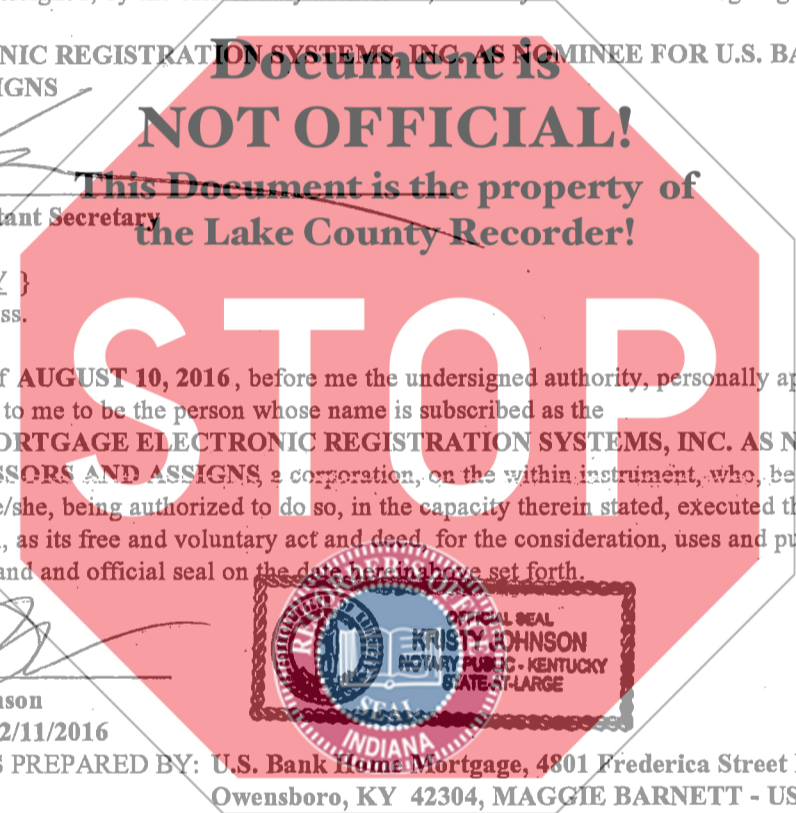 NIC REGISTRATION SYSTEMS, INC. AS NOMINEE FOR U.S. BA
IGNS
Document is
NOT OFFICIAL!
This Document is the property of
the Lake County Recorder!
tant Secretary
Y }
ss.
STOP
f AUGUST 10, 2016, before me the undersigned authority, personally ap
to me to be the person whose name is subscribed as the
ORTGAGE ELECTRONIC REGISTRATION SYSTEMS, INC. AS N
SSORS AND ASSIGNS, a corporation, on the within instrument, who, be
e/she, being authorized to do so, in the capacity therein stated, executed th
, as its free and voluntary act and deed, for the consideration, uses and pu
and and official seal on the date hereinabove set forth.
OFFICIAL SEAL
KRISTY JOHNSON
NOTARY PUBLIC - KENTUCKY
STATE-AT-LARGE
RECORDER'S OFFICE
SEAL
INDIANA
nson
2/11/2016
S PREPARED BY: U.S. Bank Home Mortgage, 4801 Frederica Street
Owensboro, KY 42304, MAGGIE BARNETT - US